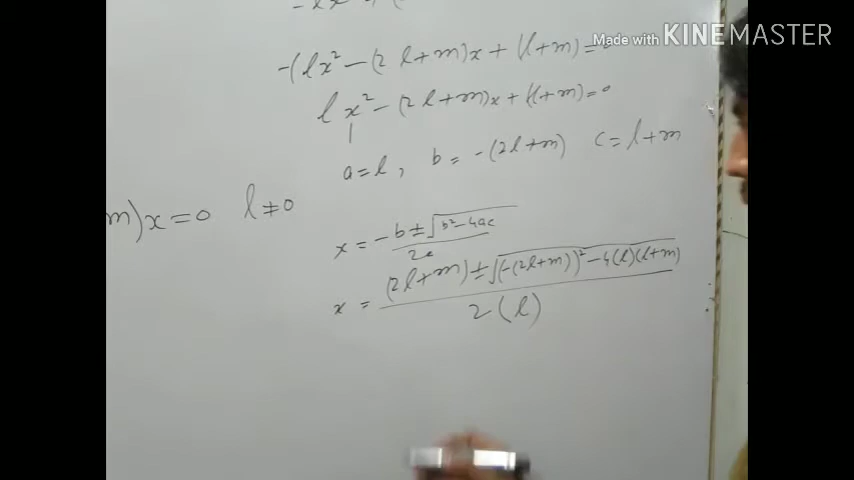 Made with KINEMASTER
-(lx² - (2l+m)x + (l+m) = 0
lx² - (2l+m)x + (l+m) = 0
a = l, b = -(2l+m) c = l+m
m)x = 0 l ≠ 0
x = -b ± √b² - 4ac / 2a
x = (2l+m) ± √(-(2l+m))² - 4(l)(l+m) / 2(l)